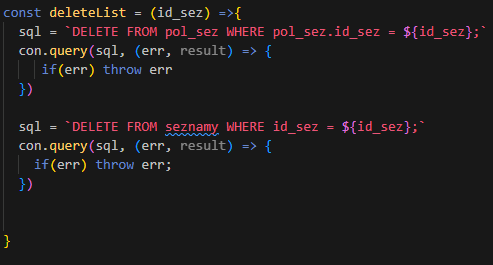 const deleteList = (id_sez) =>{
  sql = `DELETE FROM pol_sez WHERE pol_sez.id_sez = ${id_sez};`
  con.query(sql, (err, result) => {
     if(err) throw err
  })
  sql = `DELETE FROM seznamy WHERE id_sez = ${id_sez};`
  con.query(sql, (err, result) => {
    if(err) throw err;
  })
}